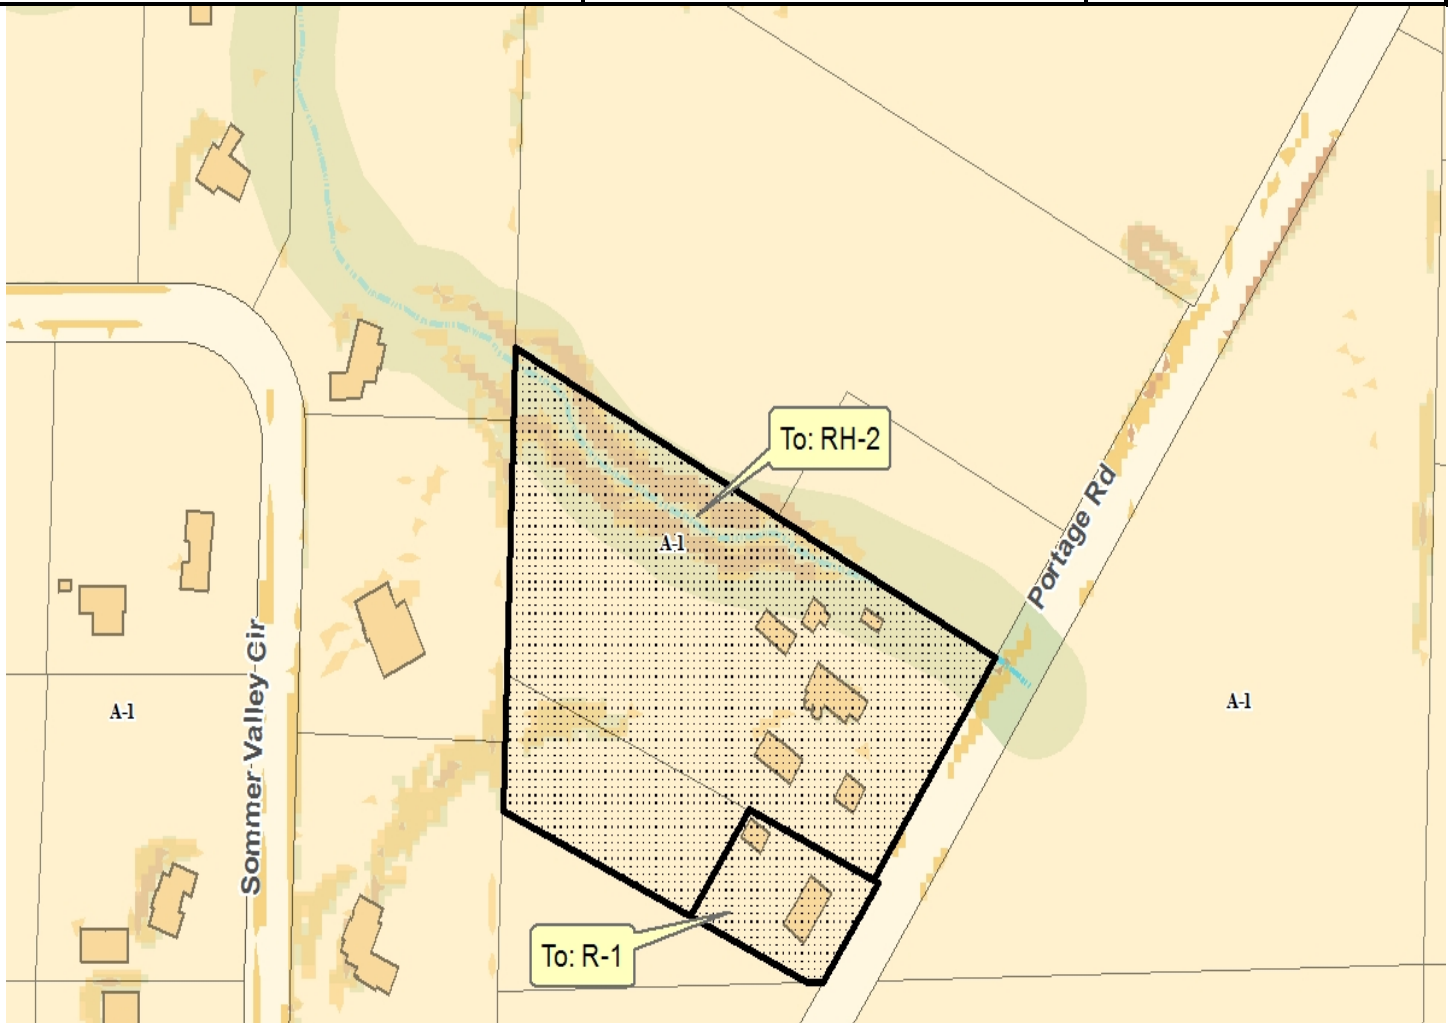 To: RH-2
A-1
Portage Rd
Sommer Valley Cir
A-1
A-1
To: R-1